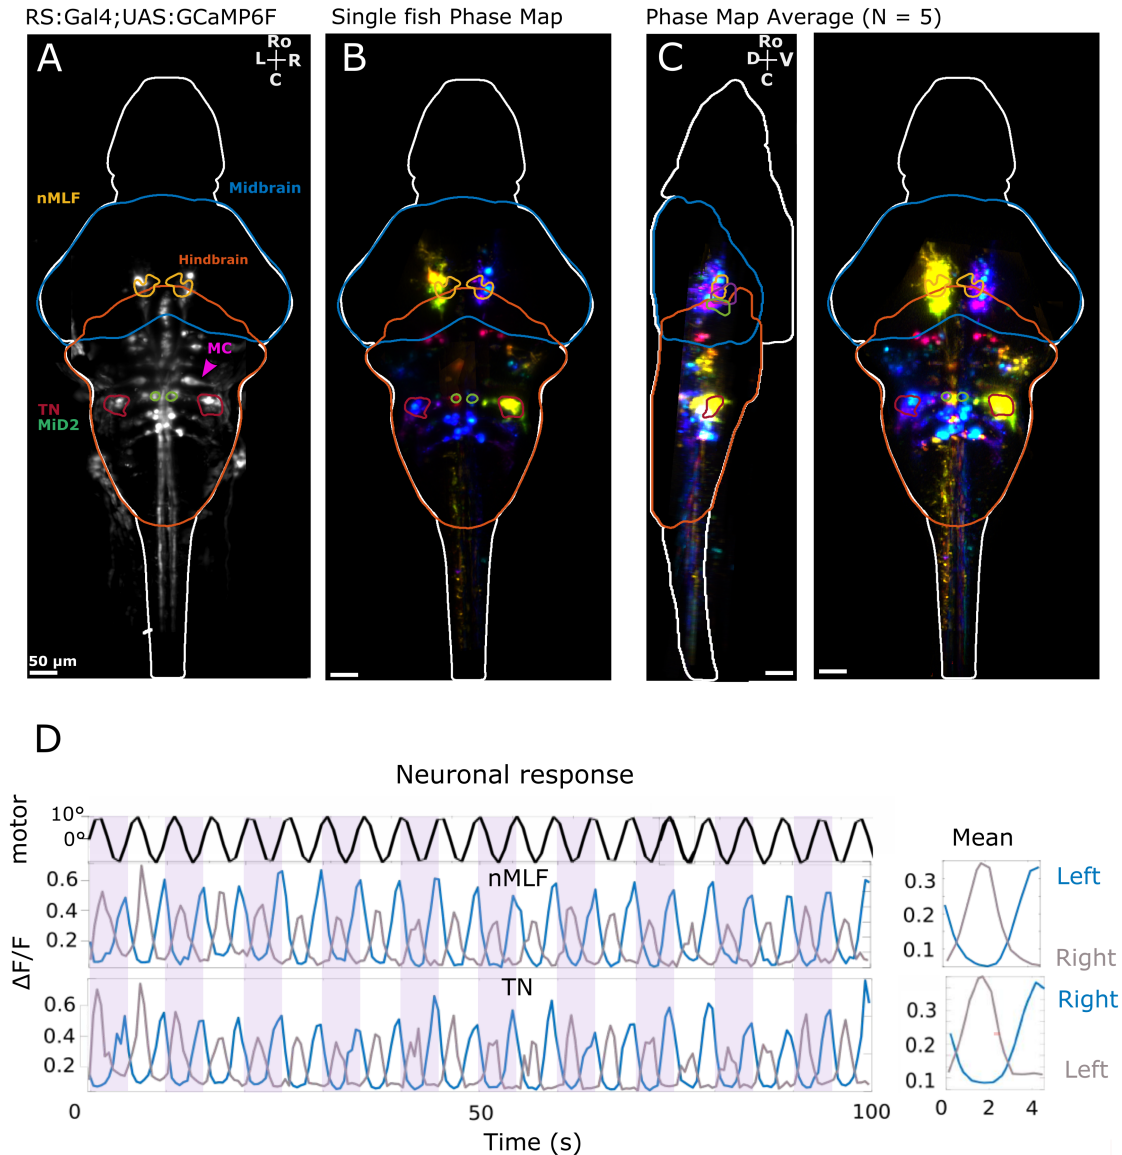 RS:Gal4;UAS:GCaMP6F
Single fish Phase Map
Phase Map Average (N = 5)
A
Ro
L R
C
nMLF
Midbrain
Hindbrain
MC
TN
MiD2
50 µm
B
C
Ro
D V
C
D
Neuronal response
motor
10°
0°
nMLF
0.6
0.4
0.2
ΔF/F
TN
0.6
0.4
0.2
0
50
100
Time (s)
Mean
0.3
0.2
0.1
Left
Right
0.3
0.2
0.1
Right
Left
0 2 4